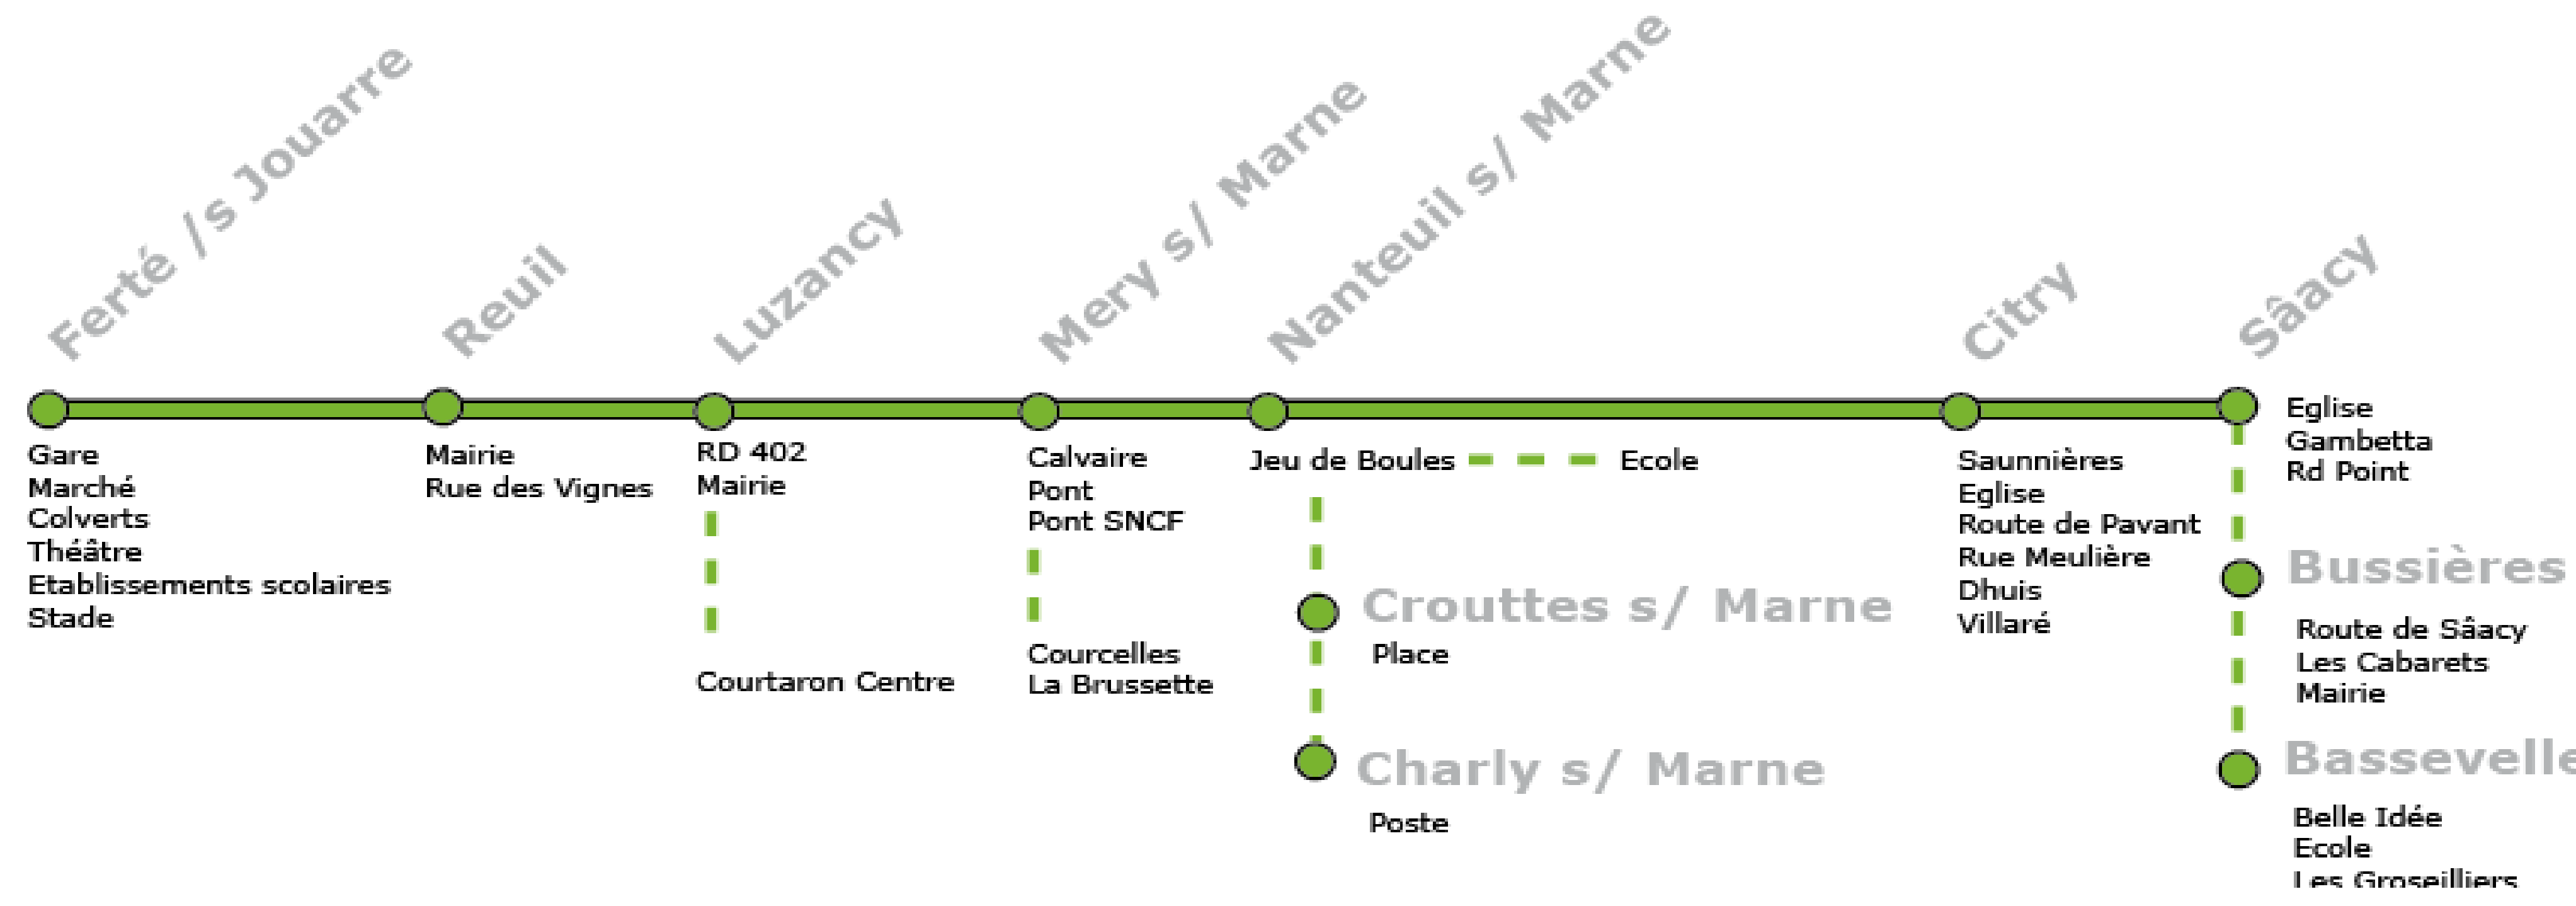 Ferté /s Jouarre
Reuil
Luzancy
Mery s/ Marne
Nanteuil s/ Marne
Citry
Sâacy
Gare
Marché
Colverts
Théâtre
Etablissements scolaires
Stade
Mairie
Rue des Vignes
RD 402
Mairie
Courtaron Centre
Calvaire
Pont
Pont SNCF
Courcelles
La Brussette
Jeu de Boules
Ecole
Crouttes s/ Marne
Place
Charly s/ Marne
Poste
Saunnières
Eglise
Route de Pavant
Rue Meulière
Dhuis
Villaré
Eglise
Gambetta
Rd Point
Bussières
Route de Sâacy
Les Cabarets
Mairie
Bassevelle
Belle Idée
Ecole
Les Groseilliers